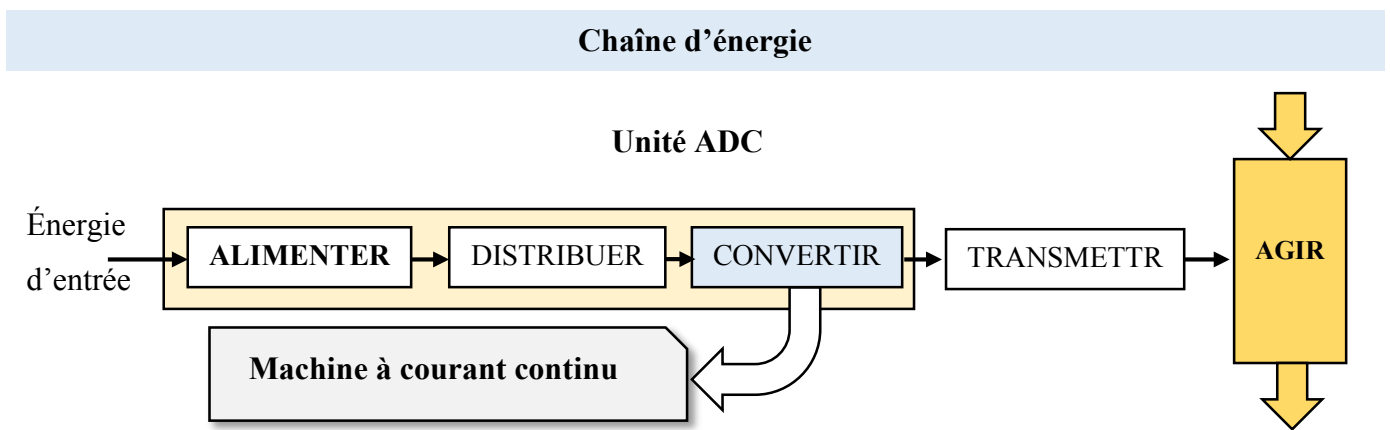 Chaîne d’énergie
Unité ADC
Énergie
d’entrée
ALIMENTER
DISTRIBUER
CONVERTIR
TRANSMETTR
AGIR
Machine à courant continu